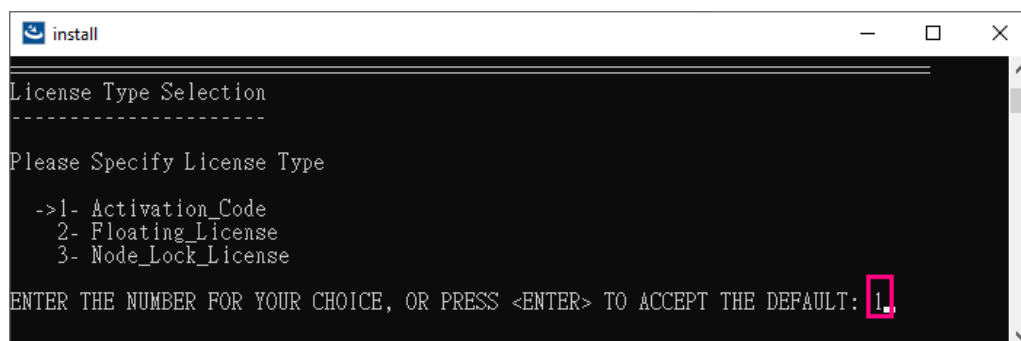 install
License Type Selection
----------------------
Please Specify License Type
->1- Activation_Code
2- Floating_License
3- Node_Lock_License
ENTER THE NUMBER FOR YOUR CHOICE, OR PRESS <ENTER> TO ACCEPT THE DEFAULT: 1